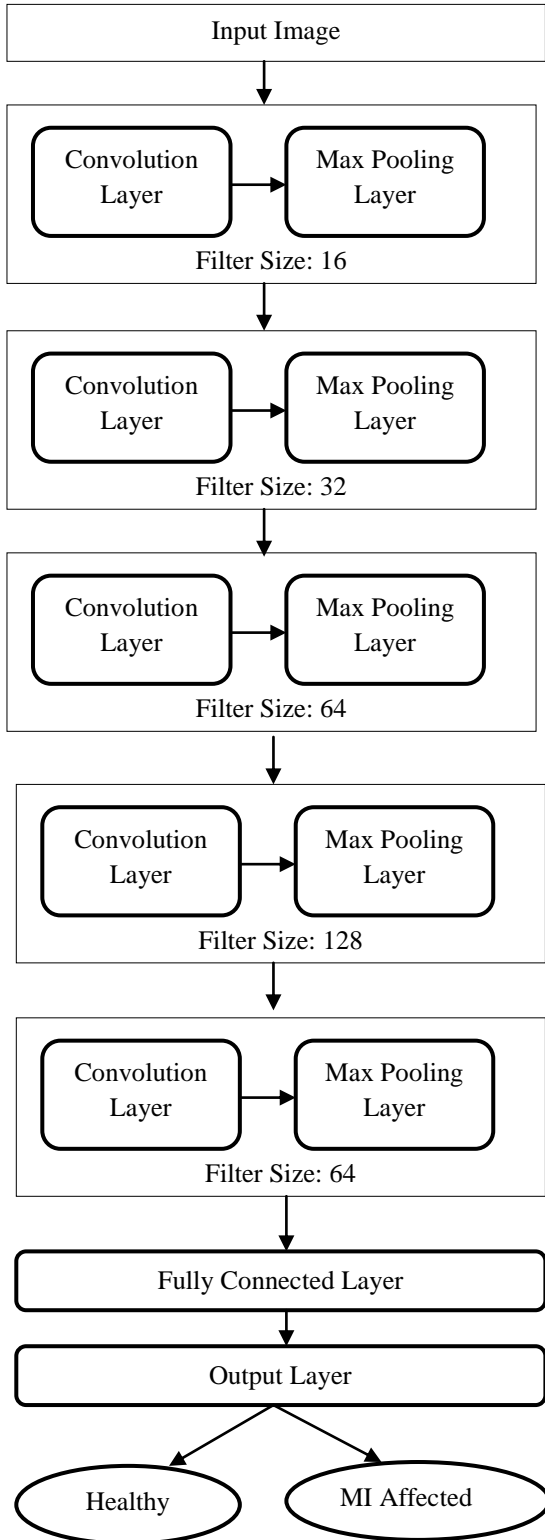 Input Image
Convolution
Layer
Max Pooling
Layer
Filter Size: 16
Convolution
Layer
Max Pooling
Layer
Filter Size: 32
Convolution
Layer
Max Pooling
Layer
Filter Size: 64
Convolution
Layer
Max Pooling
Layer
Filter Size: 128
Convolution
Layer
Max Pooling
Layer
Filter Size: 64
Fully Connected Layer
Output Layer
Healthy
MI Affected